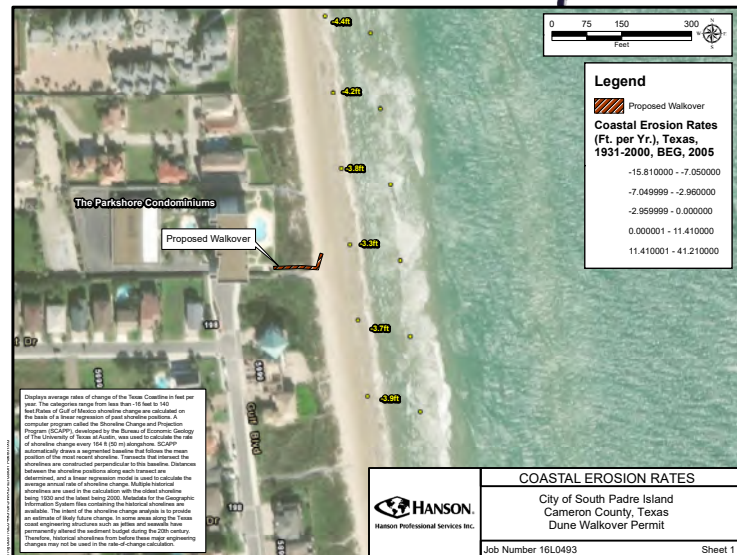 -4.4ft
-4.2ft
-3.8ft
-3.3ft
-3.7ft
-3.9ft
0 75 150 300
Feet
N
W E
S
Legend
Proposed Walkover
Coastal Erosion Rates
(Ft. per Yr.), Texas,
1931-2000, BEG, 2005
-15.810000 - -7.050000
-7.049999 - -2.960000
-2.959999 - 0.000000
0.000001 - 11.410000
11.410001 - 41.210000
The Parkshore Condominiums
Proposed Walkover
Dr
Gulf Blvd
Displays average rates of change of the Texas Coastline in feet per
year. The categories range from less than -16 feet to 140
feet.Rates of Gulf of Mexico shoreline change are calculated on
the basis of a linear regression of past shoreline positions. A
computer program called the Shoreline Change and Projection
Program (SCAPP), developed by the Bureau of Economic Geology
of The University of Texas at Austin, was used to calculate the rate
of shoreline change every 164 ft (50 m) alongshore. SCAPP
automatically draws a segmented baseline that follows the mean
position of the most recent shoreline. Transects that intersect the
shorelines are constructed perpendicular to this baseline. Distances
between the shoreline positions along each transect are
determined, and a linear regression model is used to calculate the
average annual rate of shoreline change. Multiple historical
shorelines are used in the calculation with the oldest shoreline
being 1930 and the latest being 2000. Metadata for the Geographic
Information System files containing the historical shorelines are
available. The intent of the shoreline change analysis is to provide
an estimate of likely future change. In some areas along the Texas
coast engineering structures such as jetties and seawalls have
permanently altered the sediment budget during the 20th century.
Therefore, historical shorelines from before these major engineering
changes may not be used in the rate-of-change calculation.
HANSON.
Hanson Professional Services Inc.
COASTAL EROSION RATES
City of South Padre Island
Cameron County, Texas
Dune Walkover Permit
Job Number 16L0493 Sheet 1